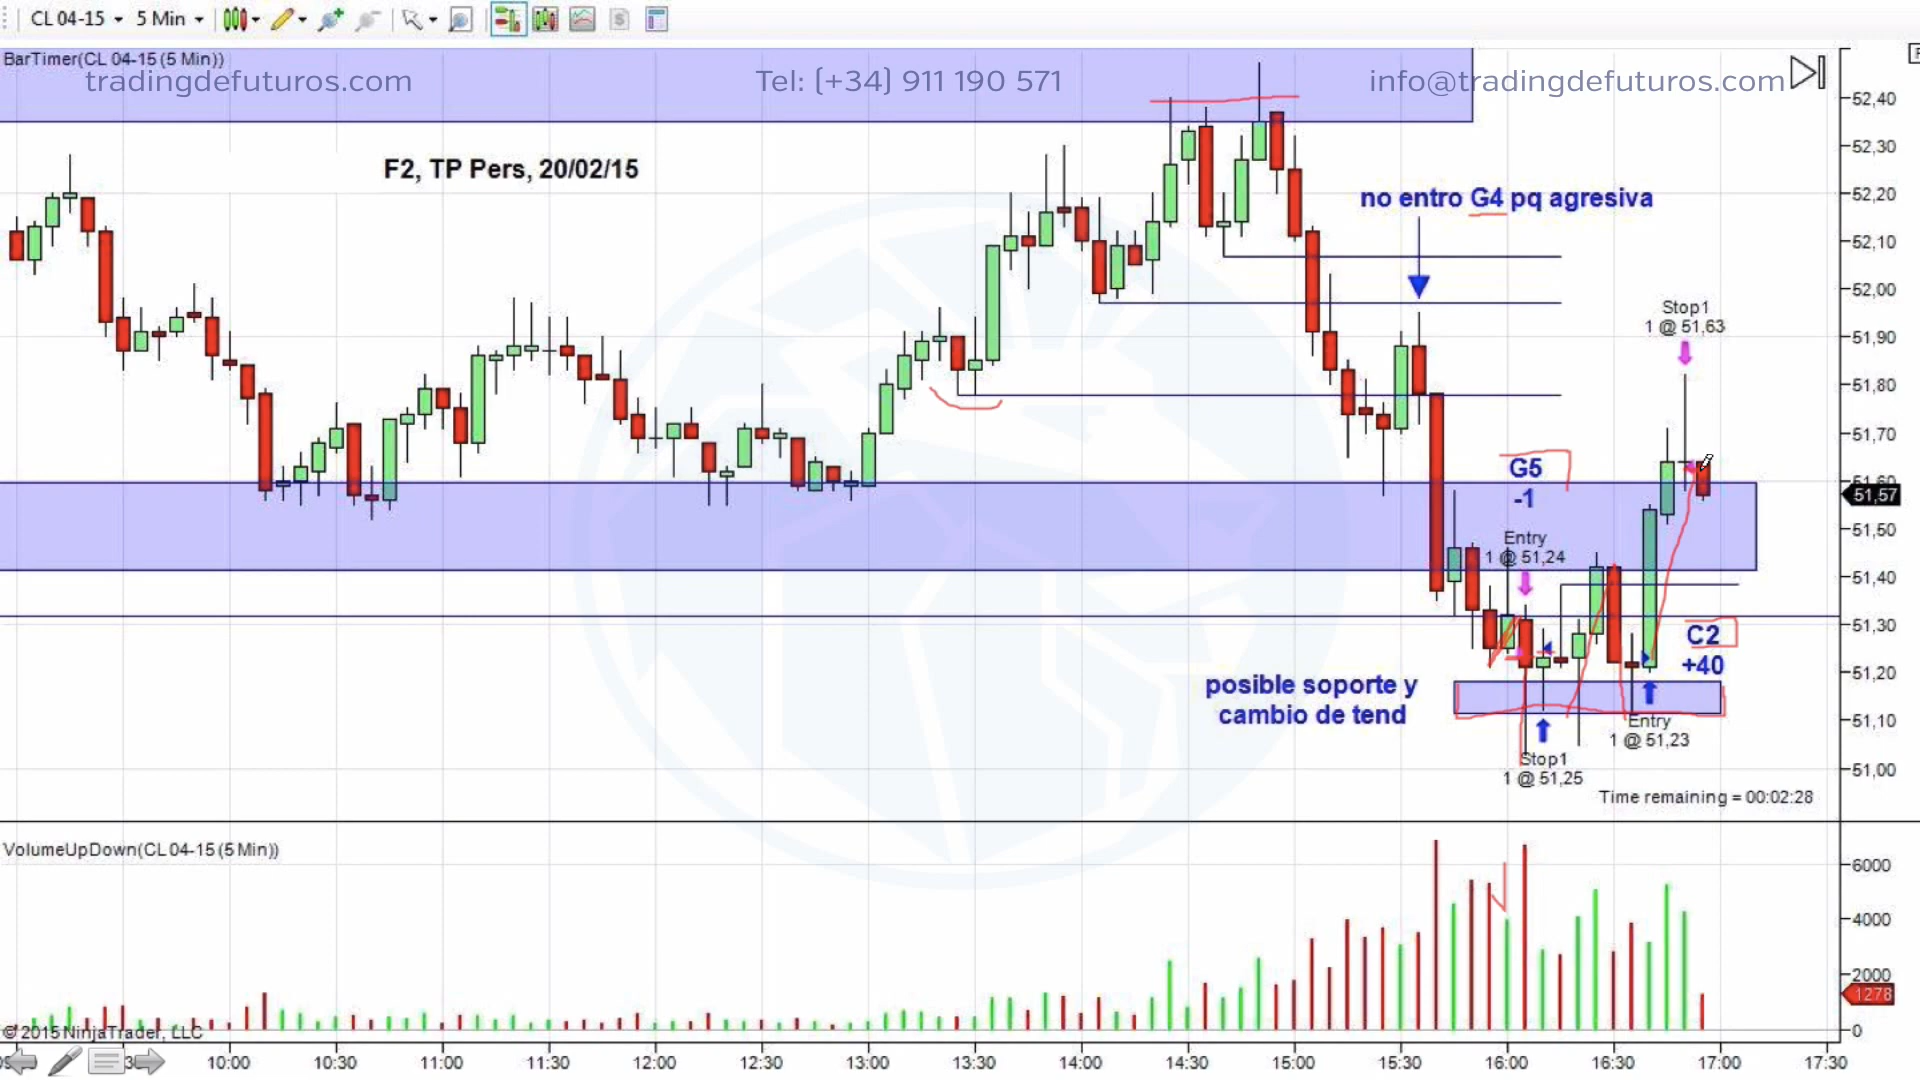 CL 04-15
5 Min
BarTimer(CL 04-15 (5 Min))
tradingdefuturos.com
Tel: (+34) 911 190 571
info@tradingdefuturos.com
F2, TP Pers, 20/02/15
no entro G4 pq agresiva
Stop1
1 @ 51,63
G5
-1
Entry
1 @ 51,24
C2
+40
posible soporte y
cambio de tend
Entry
1 @ 51,23
Stop1
1 @ 51,25
Time remaining = 00:02:28
52,40
52,30
52,20
52,10
52,00
51,90
51,80
51,70
51,60
51,57
51,50
51,40
51,30
51,20
51,10
51,00
VolumeUpDown(CL 04-15 (5 Min))
6000
4000
2000
1278
0
© 2015 NinjaTrader, LLC
10:00
10:30
11:00
11:30
12:00
12:30
13:00
13:30
14:00
14:30
15:00
15:30
16:00
16:30
17:00
17:30